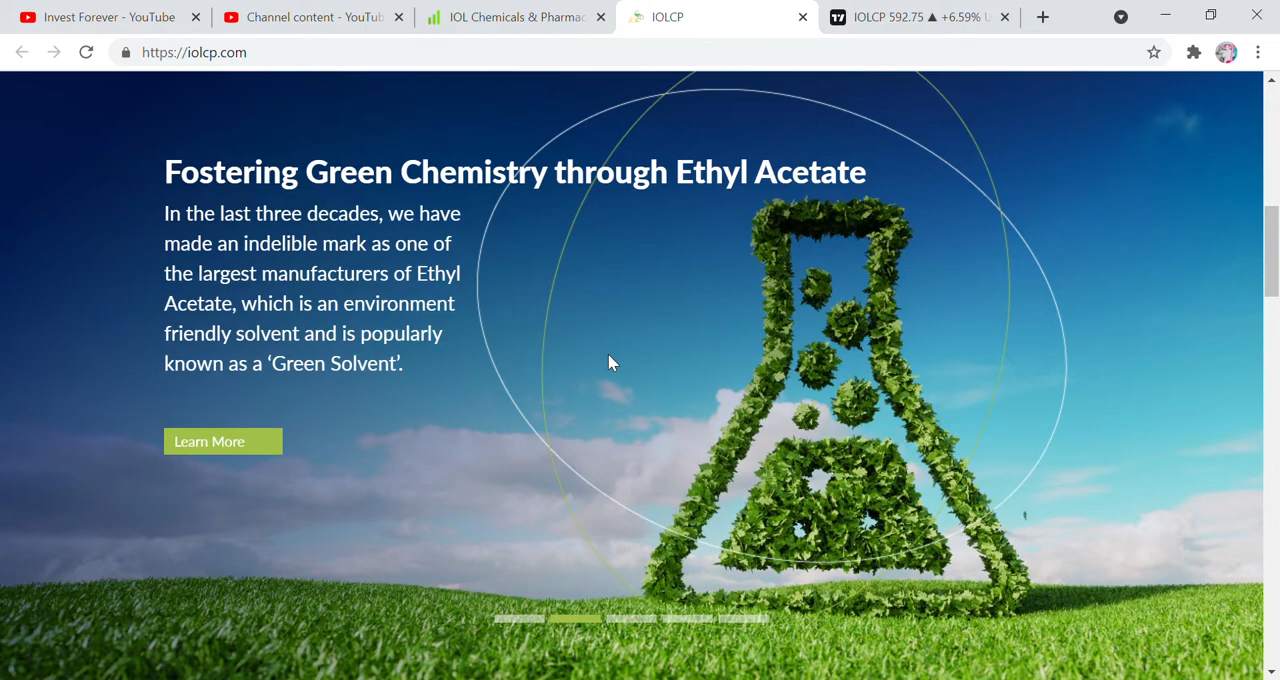 Invest Forever - YouTube
Channel content - YouTub
IOL Chemicals & Pharmac
IOLCP
IOLCP 592.75 ▲ +6.59% U
https://iolcp.com
Fostering Green Chemistry through Ethyl Acetate
In the last three decades, we have
made an indelible mark as one of
the largest manufacturers of Ethyl
Acetate, which is an environment
friendly solvent and is popularly
known as a ‘Green Solvent’.
Learn More